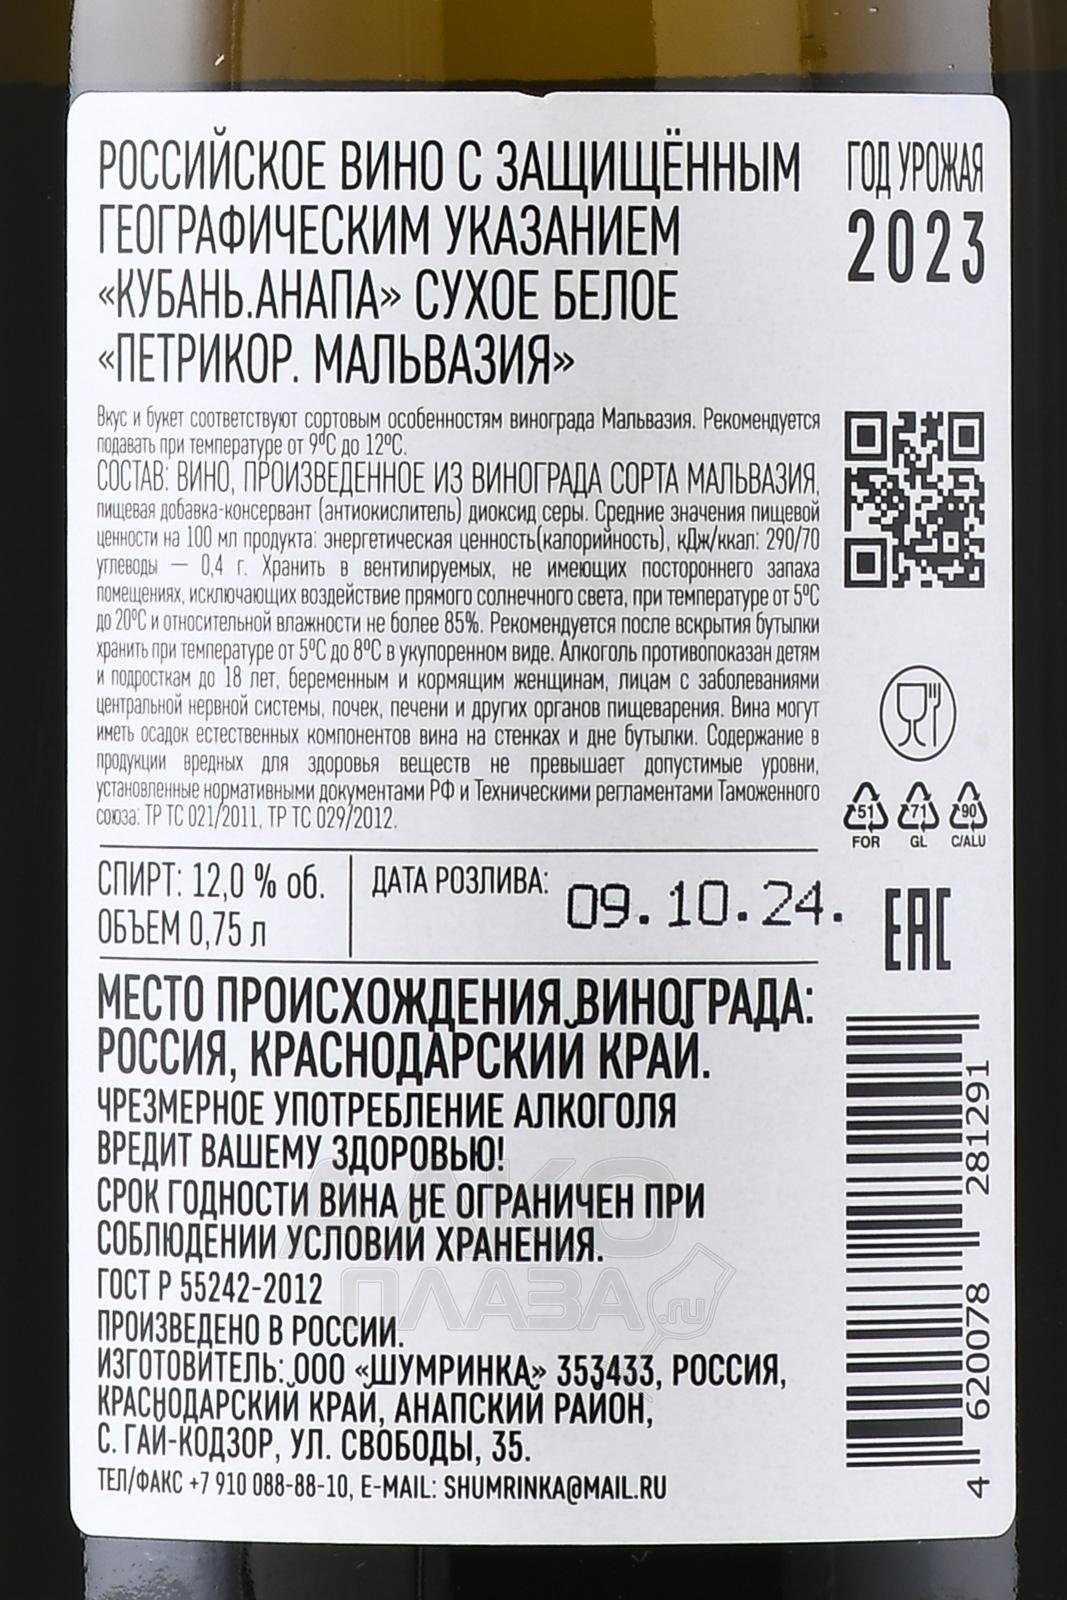 РОССИЙСКОЕ ВИНО С ЗАЩИЩЁННЫМ
ГЕОГРАФИЧЕСКИМ УКАЗАНИЕМ
«КУБАНЬ.АНАПА» СУХОЕ БЕЛОЕ
«ПЕТРИКОР. МАЛЬВАЗИЯ»
ГОД УРОЖАЯ
2023
Вкус и букет соответствуют сортовым особенностям винограда Мальвазия. Рекомендуется
подавать при температуре от 9°С до 12°С.
СОСТАВ: ВИНО, ПРОИЗВЕДЕННОЕ ИЗ ВИНОГРАДА СОРТА МАЛЬВАЗИЯ,
пищевая добавка-консервант (антиокислитель) диоксид серы. Средние значения пищевой
ценности на 100 мл продукта: энергетическая ценность(калорийность), кДж/ккал: 290/70
углеводы — 0,4 г. Хранить в вентилируемых, не имеющих постороннего запаха
помещениях, исключающих воздействие прямого солнечного света, при температуре от 5°С
до 20°С и относительной влажности не более 85%. Рекомендуется после вскрытия бутылки
хранить при температуре от 5°С до 8°С в укупоренном виде. Алкоголь противопоказан детям
и подросткам до 18 лет, беременным и кормящим женщинам, лицам с заболеваниями
центральной нервной системы, почек, печени и других органов пищеварения. Вина могут
иметь осадок естественных компонентов вина на стенках и дне бутылки. Содержание в
продукции вредных для здоровья веществ не превышает допустимые уровни,
установленные нормативными документами РФ и Техническими регламентами Таможенного
союза: ТР ТС 021/2011, ТР ТС 029/2012.
51
FOR
71
GL
90
C/ALU
EAC
СПИРТ: 12,0 % об.
ОБЪЕМ 0,75 л
ДАТА РОЗЛИВА:
09.10.24.
МЕСТО ПРОИСХОЖДЕНИЯ ВИНОГРАДА:
РОССИЯ, КРАСНОДАРСКИЙ КРАЙ.
ЧРЕЗМЕРНОЕ УПОТРЕБЛЕНИЕ АЛКОГОЛЯ
ВРЕДИТ ВАШЕМУ ЗДОРОВЬЮ!
СРОК ГОДНОСТИ ВИНА НЕ ОГРАНИЧЕН ПРИ
СОБЛЮДЕНИИ УСЛОВИЙ ХРАНЕНИЯ.
ГОСТ Р 55242-2012
ПРОИЗВЕДЕНО В РОССИИ.
ИЗГОТОВИТЕЛЬ: ООО «ШУМРИНКА» 353433, РОССИЯ,
КРАСНОДАРСКИЙ КРАЙ, АНАПСКИЙ РАЙОН,
С. ГАЙ-КОДЗОР, УЛ. СВОБОДЫ, 35.
ТЕЛ/ФАКС +7 910 088-88-10, E-MAIL: SHUMRINKA@MAIL.RU
4 620078 281291
АЛКО
ПЛАЗА.ru